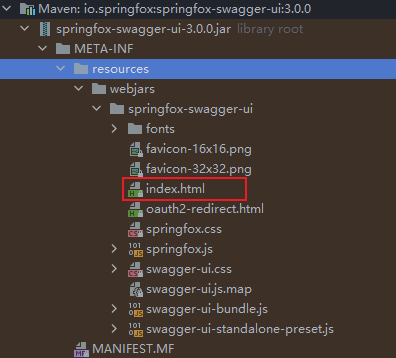 Maven: io.springfox:springfox-swagger-ui:3.0.0
springfox-swagger-ui-3.0.0.jar library root
META-INF
resources
webjars
springfox-swagger-ui
fonts
favicon-16x16.png
favicon-32x32.png
index.html
oauth2-redirect.html
springfox.css
springfox.js
swagger-ui.css
swagger-ui.js.map
swagger-ui-bundle.js
swagger-ui-standalone-preset.js
MANIFEST.MF